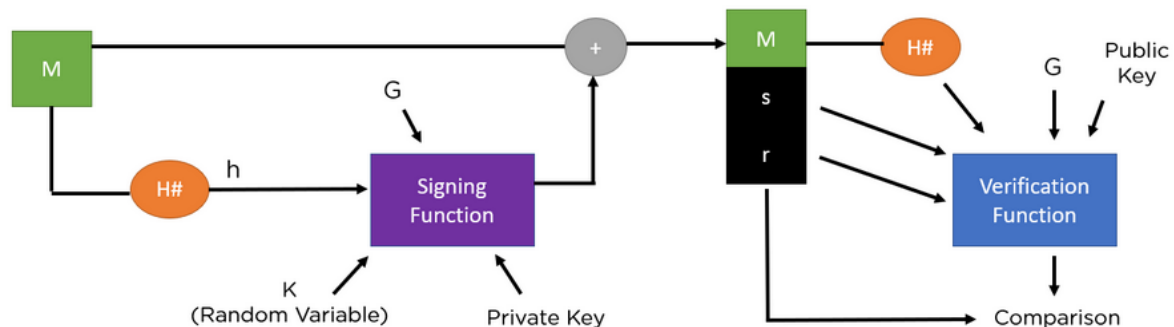 M
H#
h
G
Signing
Function
K
(Random Variable)
Private Key
+
M
s
r
H#
G
Public
Key
Verification
Function
Comparison